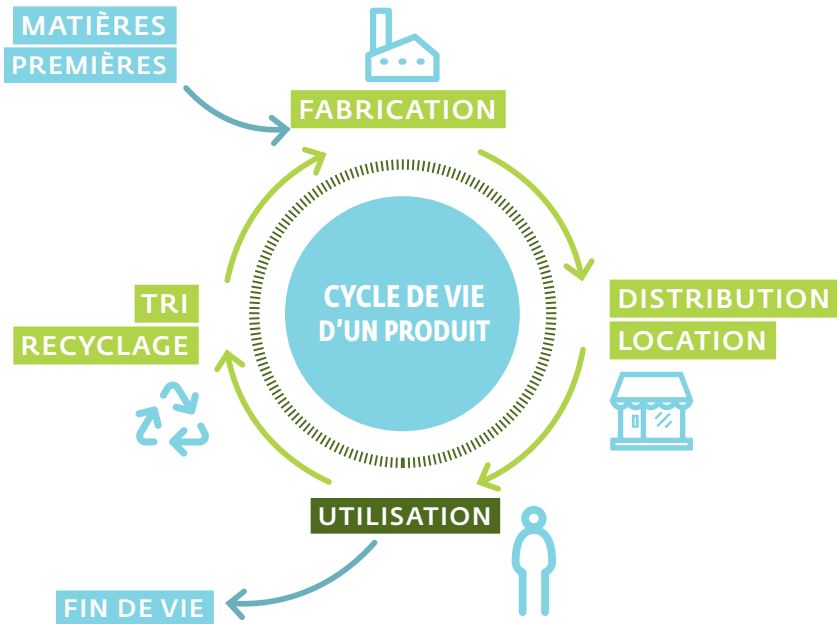 MATIÈRES
PREMIÈRES
FABRICATION
CYCLE DE VIE
D'UN PRODUIT
TRI
RECYCLAGE
DISTRIBUTION
LOCATION
UTILISATION
FIN DE VIE